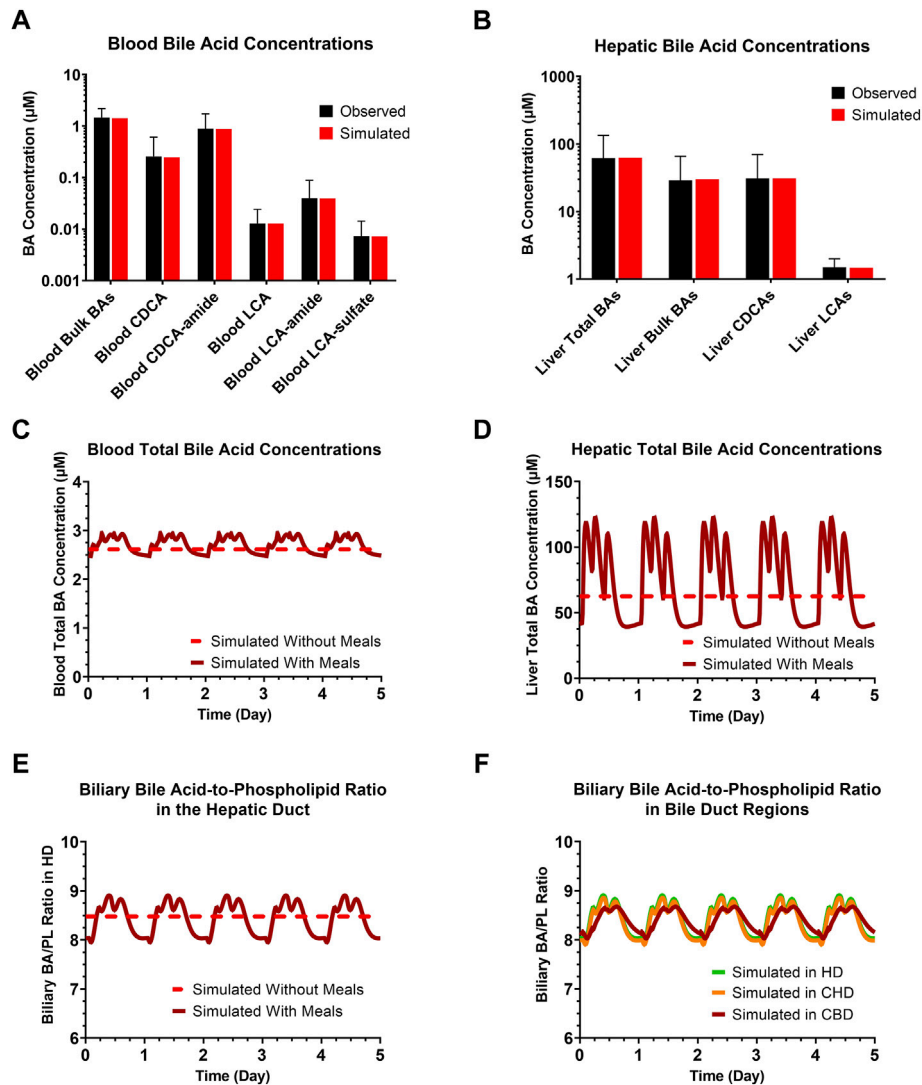 A
Blood Bile Acid Concentrations
BA Concentration (µM)
10
1
0.1
0.01
0.001
Observed
Simulated
Blood Bulk BAs
Blood CDCA
Blood CDCA-amide
Blood LCA
Blood LCA-amide
Blood LCA-sulfate
B
Hepatic Bile Acid Concentrations
BA Concentration (µM)
1000
100
10
1
Observed
Simulated
Liver Total BAs
Liver Bulk BAs
Liver CDCAs
Liver LCAs
C
Blood Total Bile Acid Concentrations
Blood Total BA Concentration (µM)
4
3
2
1
0
Simulated Without Meals
Simulated With Meals
0 1 2 3 4 5
Time (Day)
D
Hepatic Total Bile Acid Concentrations
Liver Total BA Concentration (µM)
150
100
50
0
Simulated Without Meals
Simulated With Meals
0 1 2 3 4 5
Time (Day)
E
Biliary Bile Acid-to-Phospholipid Ratio
in the Hepatic Duct
Biliary BA/PL Ratio in HD
10
9
8
7
6
Simulated Without Meals
Simulated With Meals
0 1 2 3 4 5
Time (Day)
F
Biliary Bile Acid-to-Phospholipid Ratio
in Bile Duct Regions
Biliary BA/PL Ratio
10
9
8
7
6
Simulated in HD
Simulated in CHD
Simulated in CBD
0 1 2 3 4 5
Time (Day)